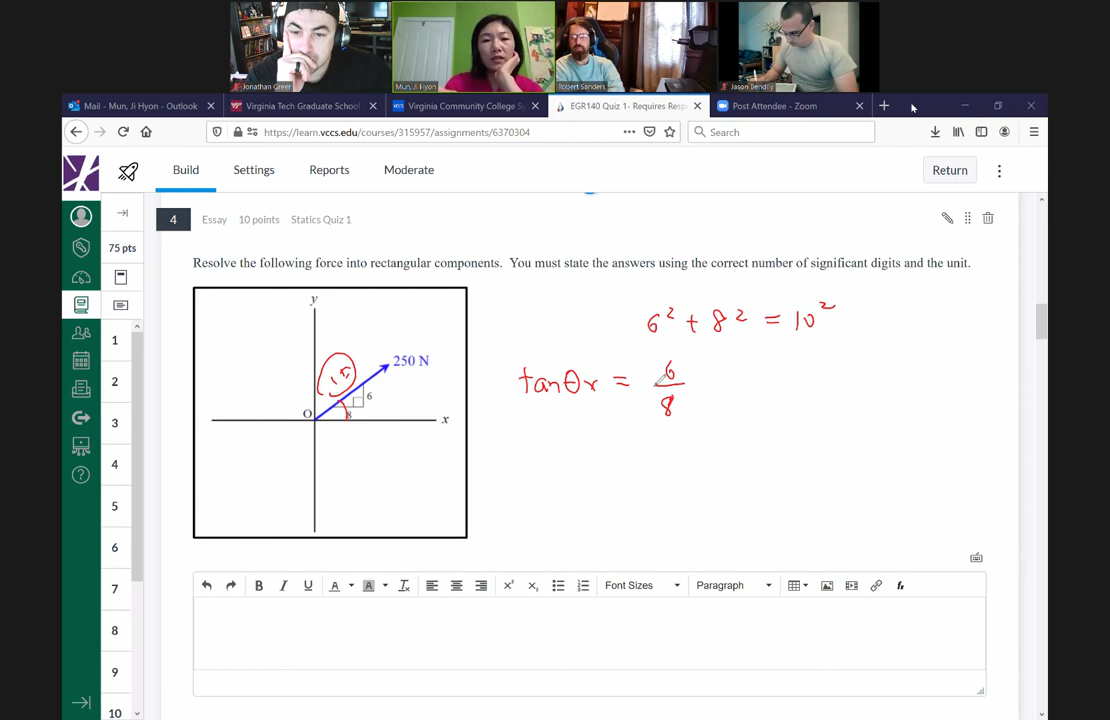 Jonathan Greer
Mun, Ji Hyon
Robert Sanders
Jason Dendily
Mail - Mun, Ji Hyon - Outlook
Virginia Tech Graduate School
Virginia Community College Sy
EGR140 Quiz 1- Requires Resp
Post Attendee - Zoom
https://learn.vccs.edu/courses/315957/assignments/6370304
Search
Build
Settings
Reports
Moderate
Return
4
Essay
10 points
Statics Quiz 1
75 pts
Resolve the following force into rectangular components. You must state the answers using the correct number of significant digits and the unit.
y
6² + 8² = 10²
250 N
6
8
O
x
tanθx = 6/8
1
2
3
4
5
6
7
8
9
10
B I U A A
Font Sizes
Paragraph